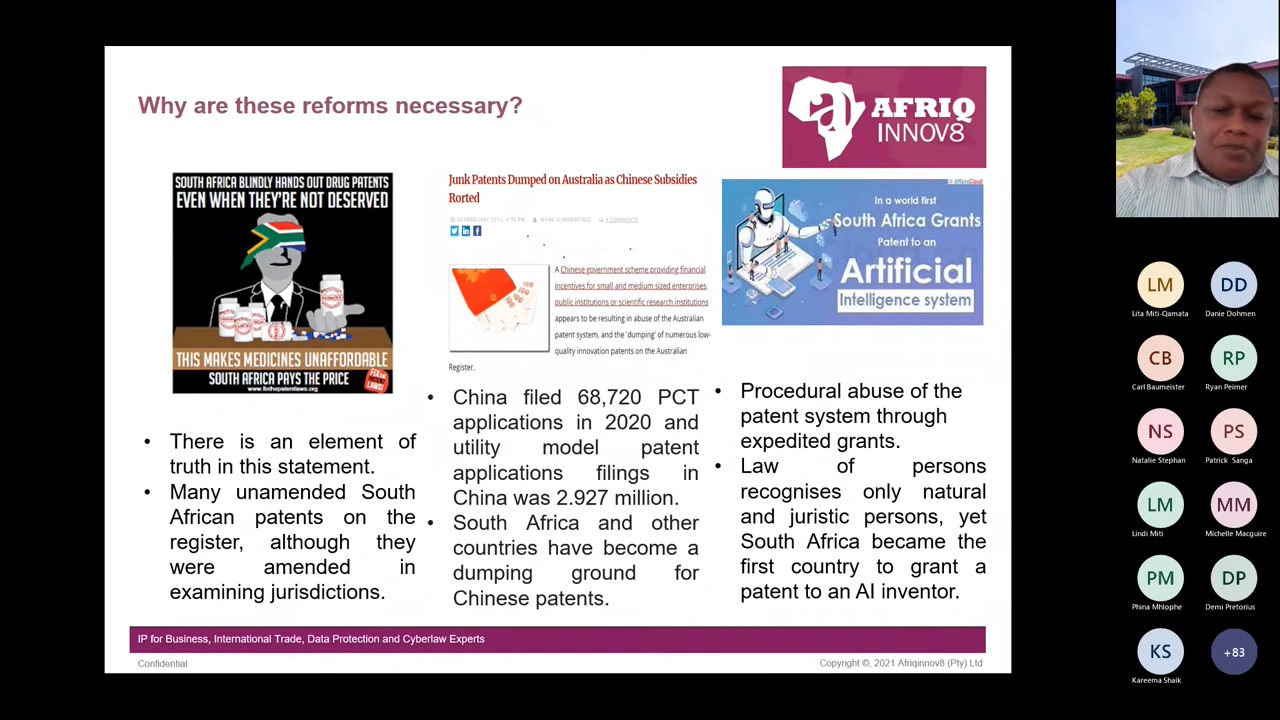 Why are these reforms necessary?
AFRIQ
INNOV8
SOUTH AFRICA BLINDLY HANDS OUT DRUG PATENTS
EVEN WHEN THEY'RE NOT DESERVED
THIS MAKES MEDICINES UNAFFORDABLE
SOUTH AFRICA PAYS THE PRICE
www.fixthepatentlaws.org
• There is an element of
truth in this statement.
• Many unamended South
African patents on the
register, although they
were amended in
examining jurisdictions.
Junk Patents Dumped on Australia as Chinese Subsidies
Rorted
MARK SUMMERFIELD
COMMENTS
A Chinese government scheme providing financial
incentives for small and medium sized enterprises,
public institutions or scientific research institutions
appears to be resulting in abuse of the Australian
patent system, and the 'dumping' of numerous low-
quality innovation patents on the Australian
Register.
• China filed 68,720 PCT
applications in 2020 and
utility model patent
applications filings in
China was 2.927 million.
• South Africa and other
countries have become a
dumping ground for
Chinese patents.
In a world first
South Africa Grants
Patent to an
Artificial
Intelligence system
• Procedural abuse of the
patent system through
expedited grants.
• Law of persons
recognises only natural
and juristic persons, yet
South Africa became the
first country to grant a
patent to an AI inventor.
IP for Business, International Trade, Data Protection and Cyberlaw Experts
Confidential
Copyright ©, 2021 Afriqinnov8 (Pty) Ltd
LM
Lita Miti-Qamata
DD
Danie Dohmen
CB
Carl Baumeister
RP
Ryan Peimer
NS
Natalie Stephan
PS
Patrick Sanga
LM
Lindi Miti
MM
Michelle Macguire
PM
Phina Mhlophe
DP
Demi Pretorius
KS
Kareema Shaik
+83